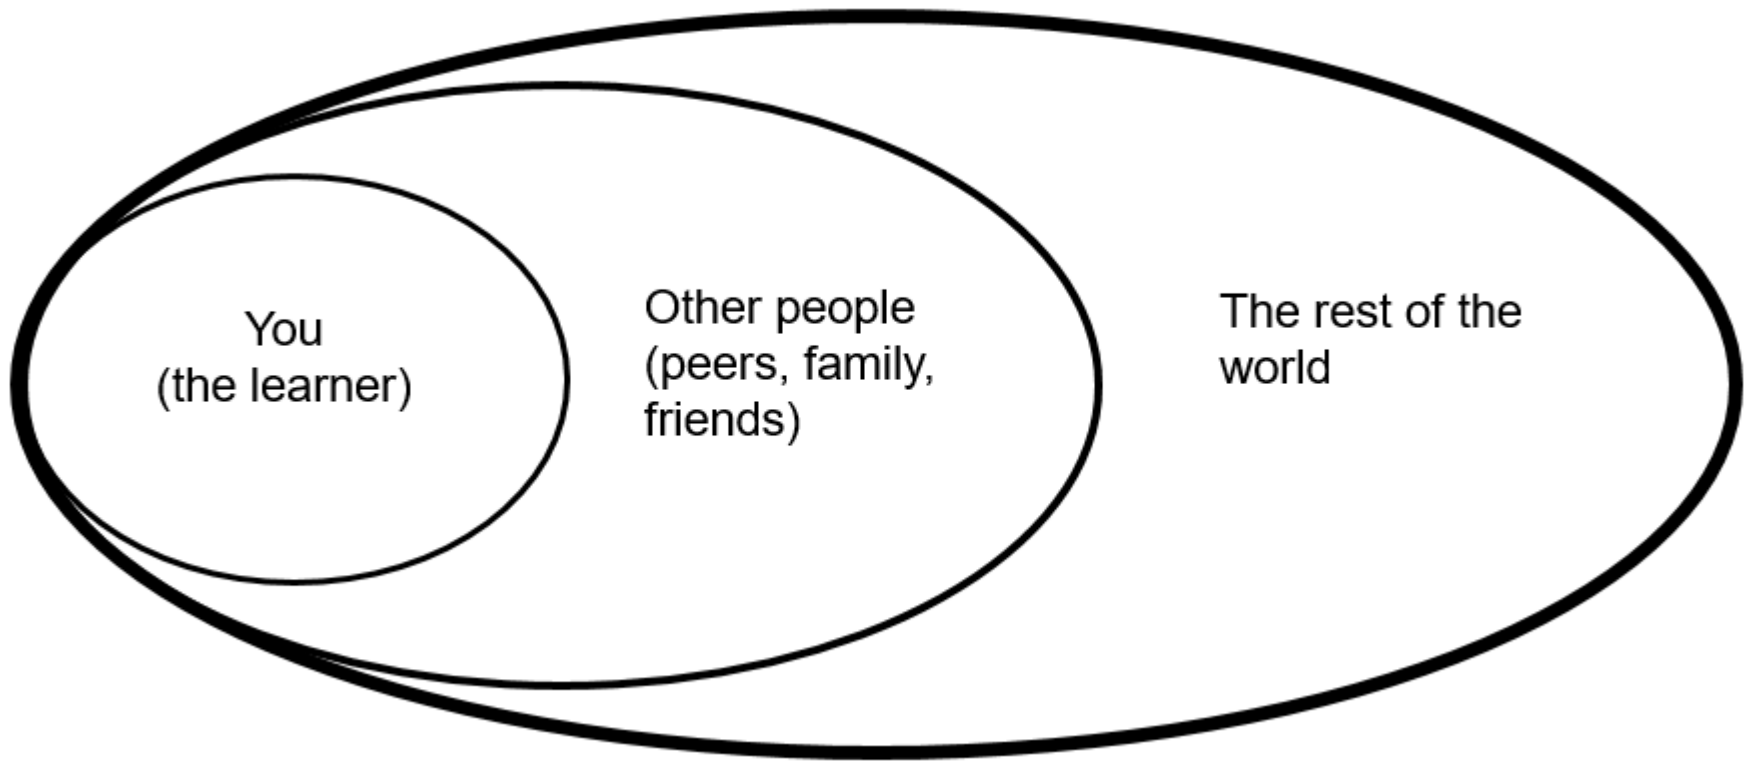 You
(the learner)
Other people
(peers, family,
friends)
The rest of the
world